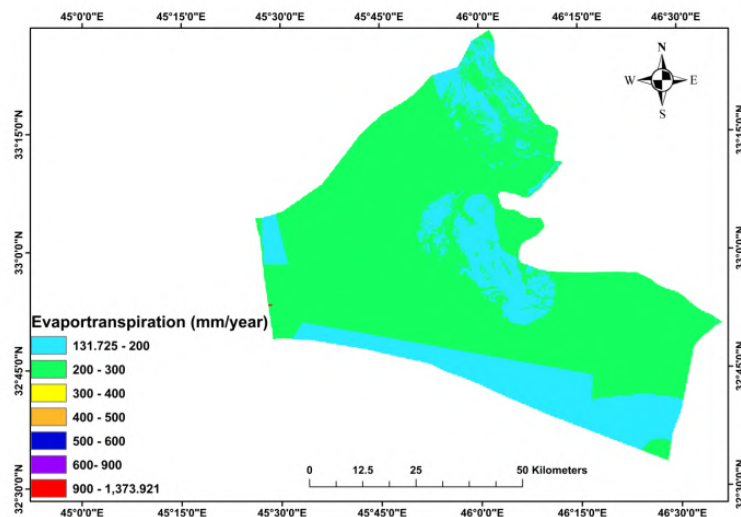 45°0'0"E 45°15'0"E 45°45'0"E 46°0'0"E 46°15'0"E 46°30'0"E
N
W E
S
33°15'0"N
33°15'0"N
33°0'0"N
33°0'0"N
Evaportranspiration (mm/year)
131.725 - 200
200 - 300
300 - 400
400 - 500
500 - 600
600- 900
900 - 1,373.921
32°45'0"N
32°45'0"N
0 12.5 25 50 Kilometers
32°30'0"N
32°30'0"N
45°0'0"E 45°15'0"E 45°30'0"E 45°45'0"E 46°0'0"E 46°15'0"E 46°30'0"E